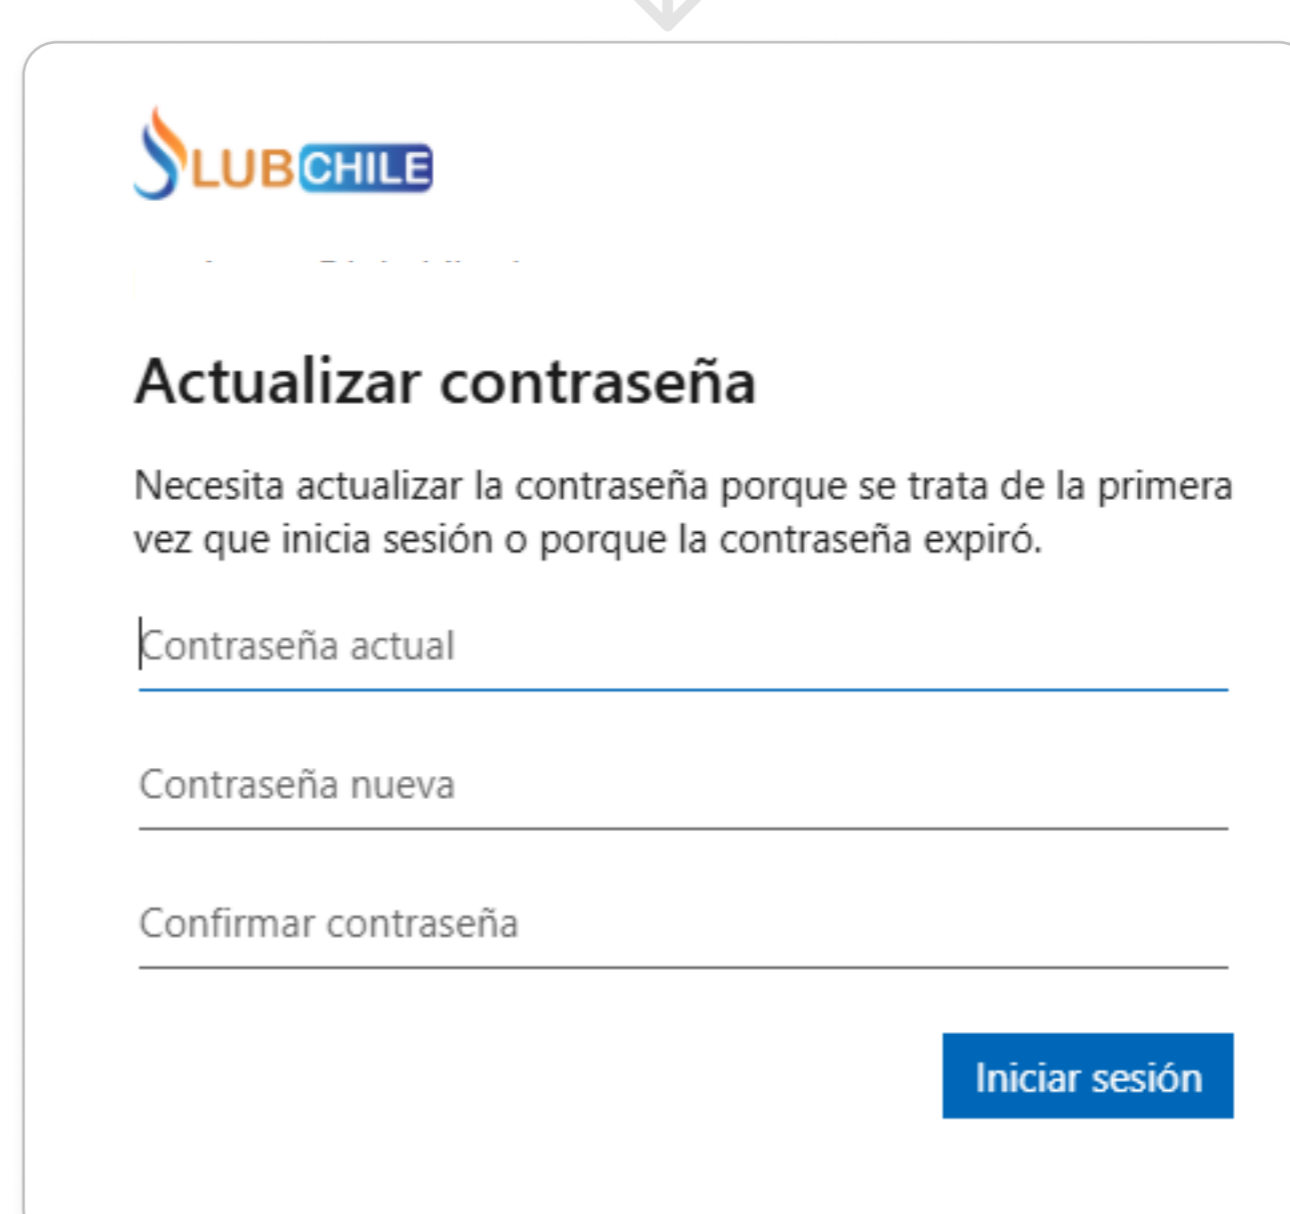 LUBCHILE
Actualizar contraseña
Necesita actualizar la contraseña porque se trata de la primera
vez que inicia sesión o porque la contraseña expiró.
Contraseña actual
Contraseña nueva
Confirmar contraseña
Iniciar sesión